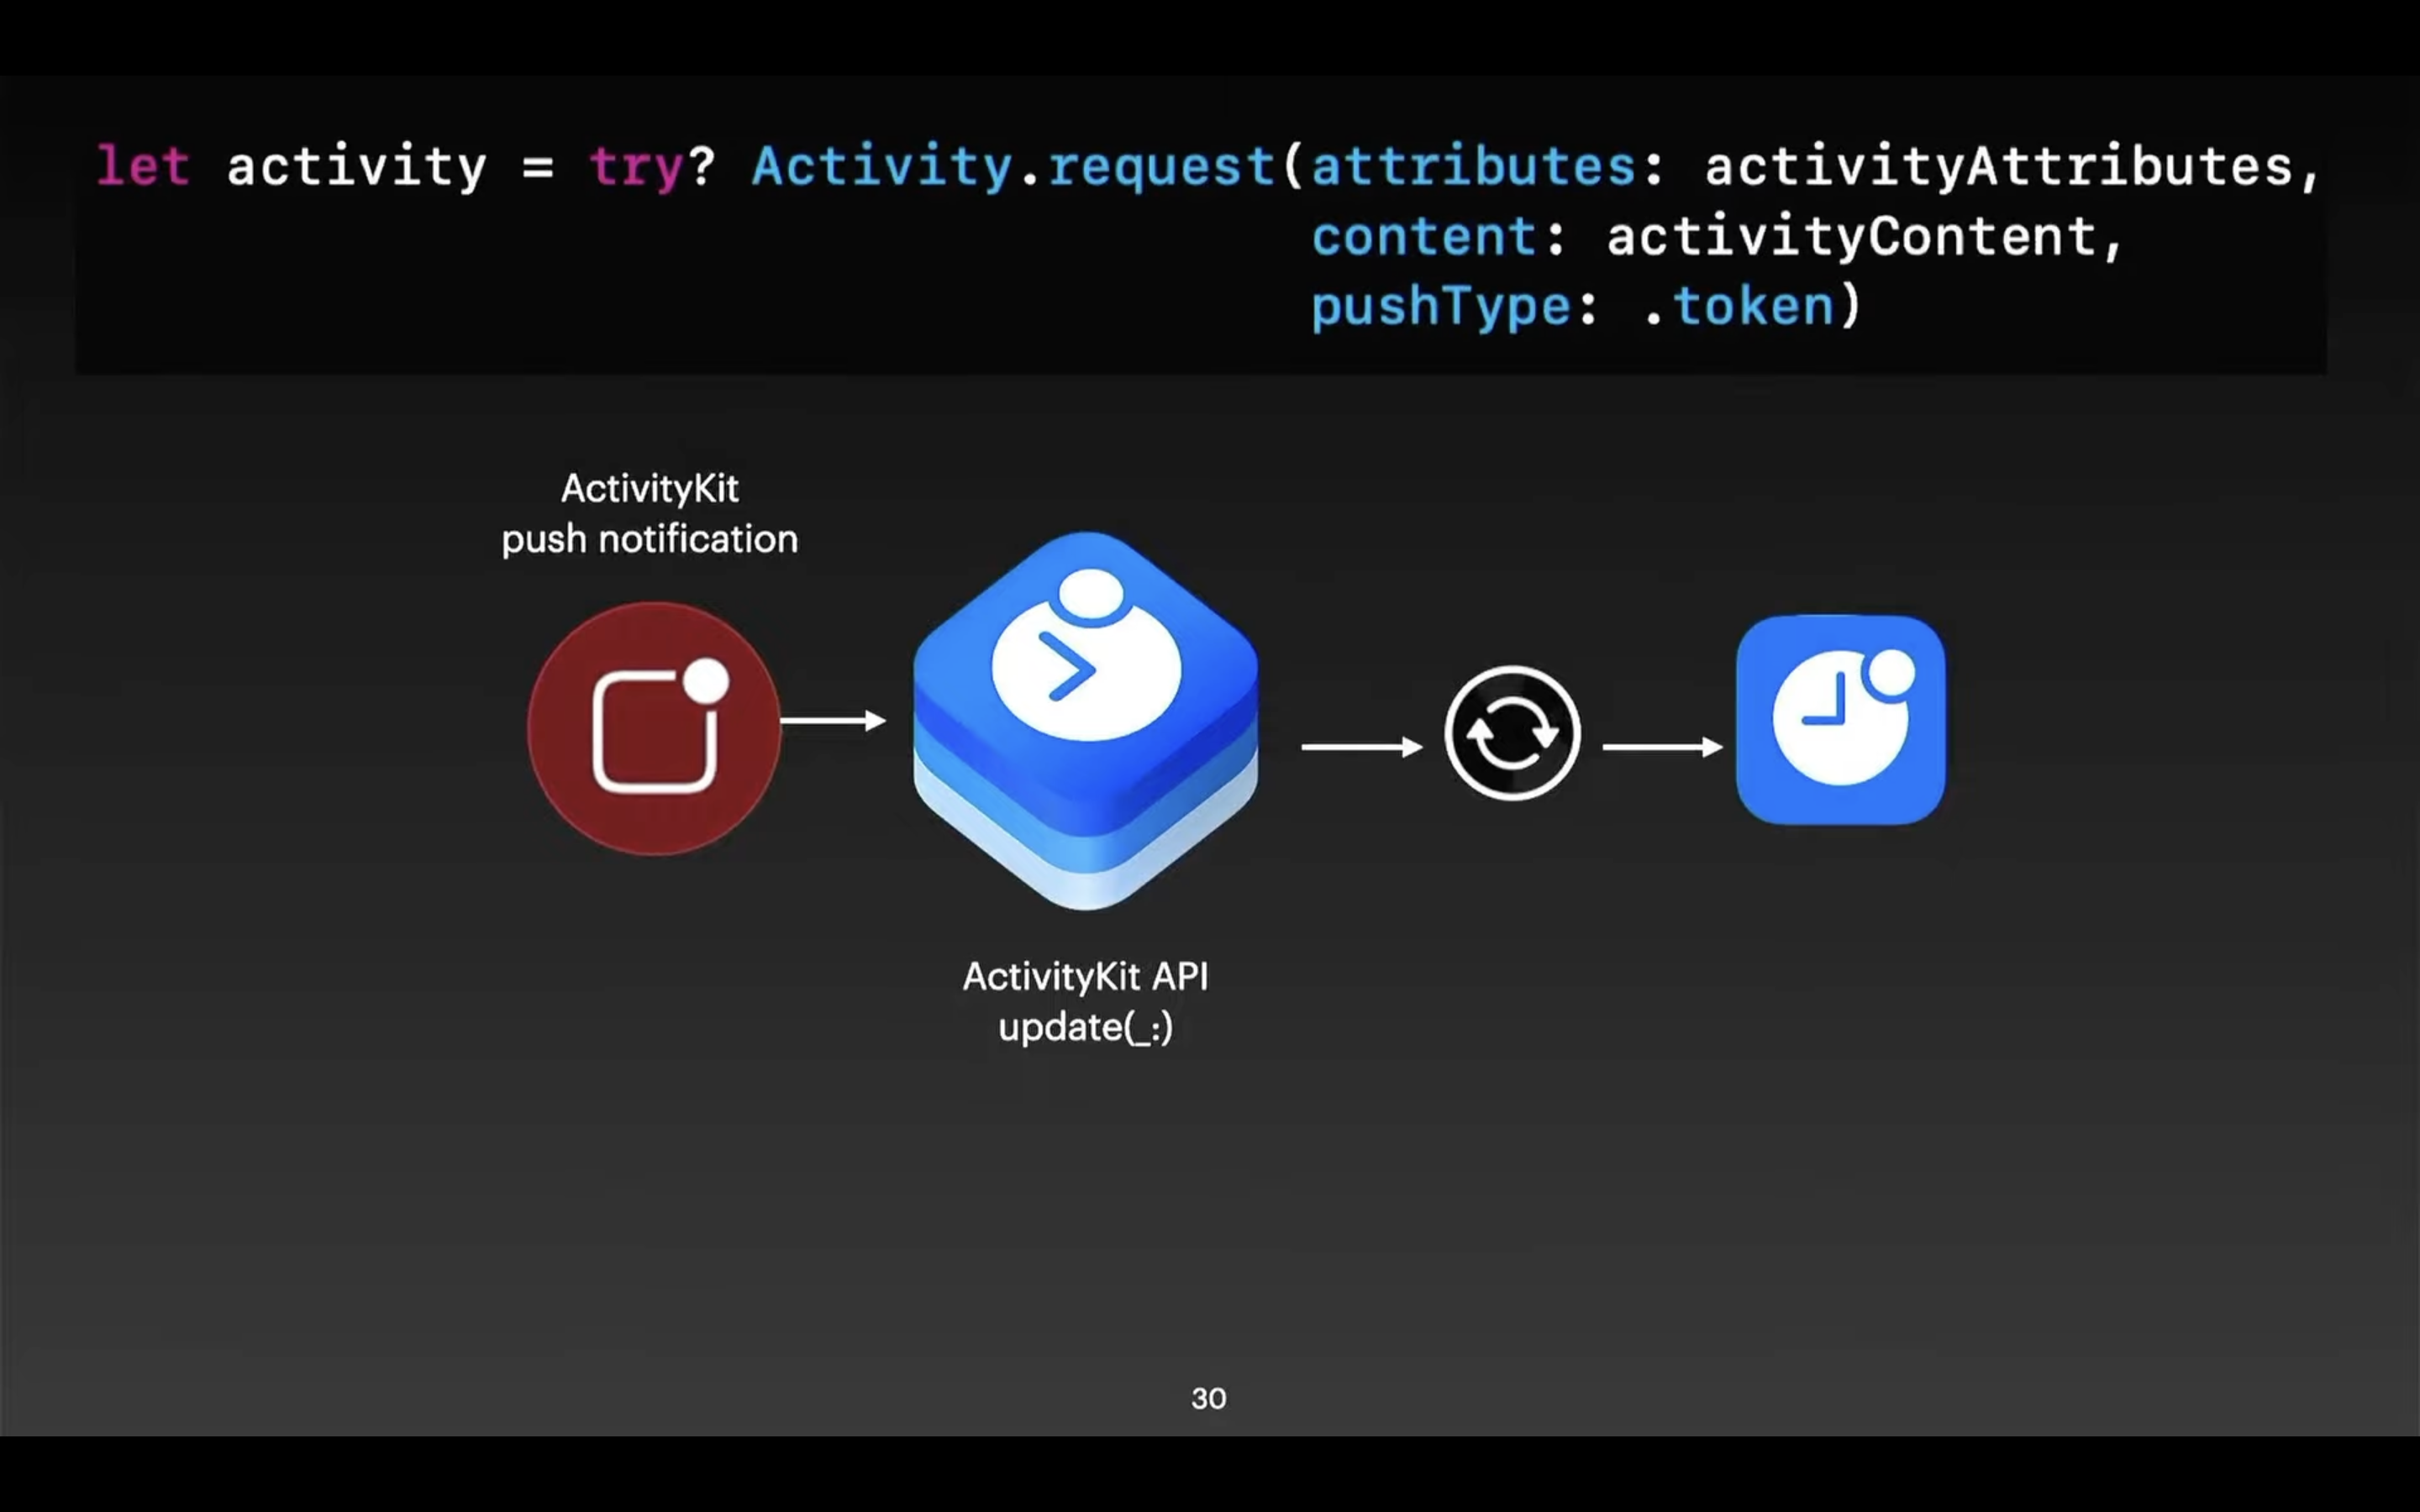 let activity = try? Activity.request(attributes: activityAttributes,
content: activityContent,
pushType: .token)
ActivityKit
push notification
ActivityKit API
update(_:)
30